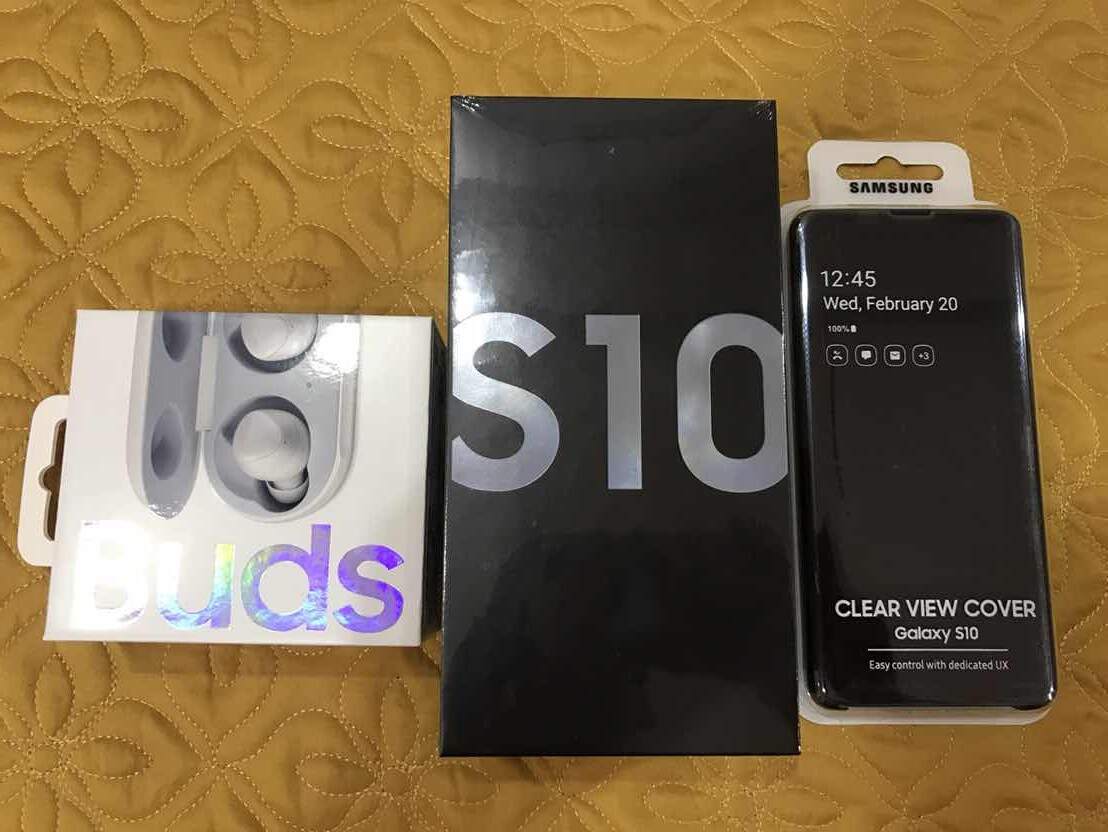 Buds
S10
SAMSUNG
12:45
Wed, February 20
100%
+3
CLEAR VIEW COVER
Galaxy S10
Easy control with dedicated UX